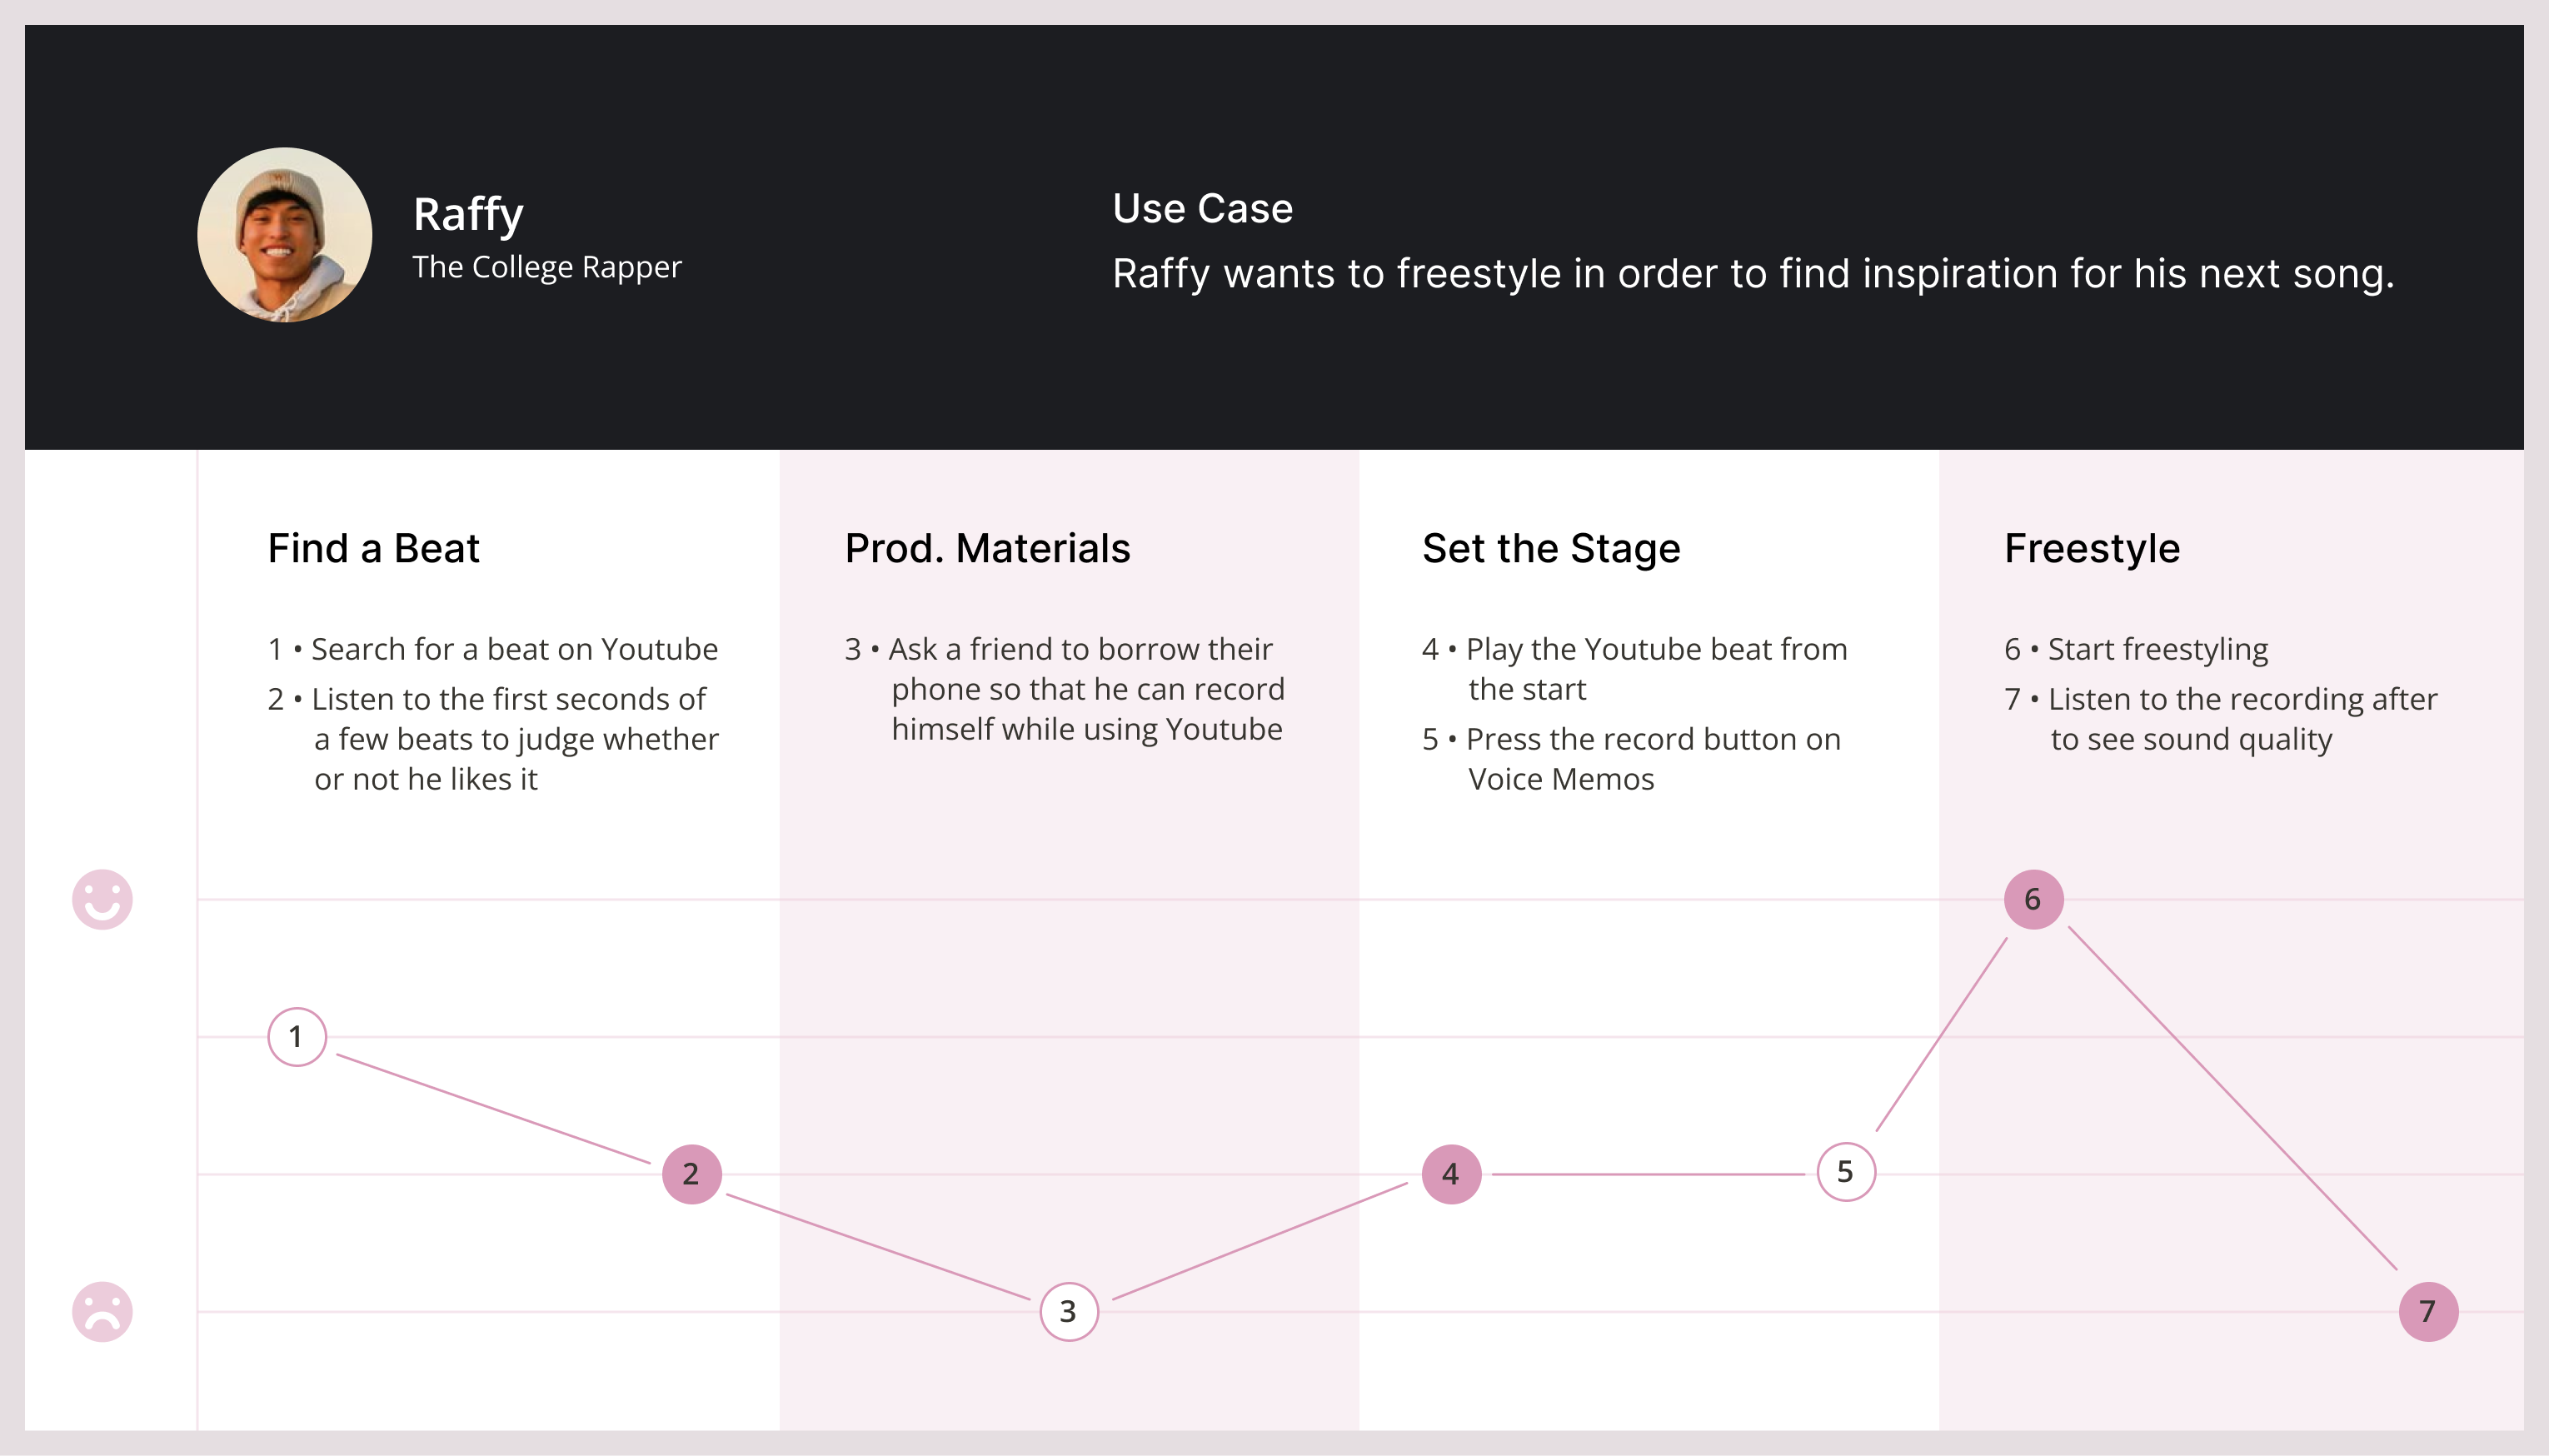 Raffy
The College Rapper
Use Case
Raffy wants to freestyle in order to find inspiration for his next song.
Find a Beat
1 • Search for a beat on Youtube
2 • Listen to the first seconds of
a few beats to judge whether
or not he likes it
Prod. Materials
3 • Ask a friend to borrow their
phone so that he can record
himself while using Youtube
Set the Stage
4 • Play the Youtube beat from
the start
5 • Press the record button on
Voice Memos
Freestyle
6 • Start freestyling
7 • Listen to the recording after
to see sound quality
1
2
3
4
5
6
7